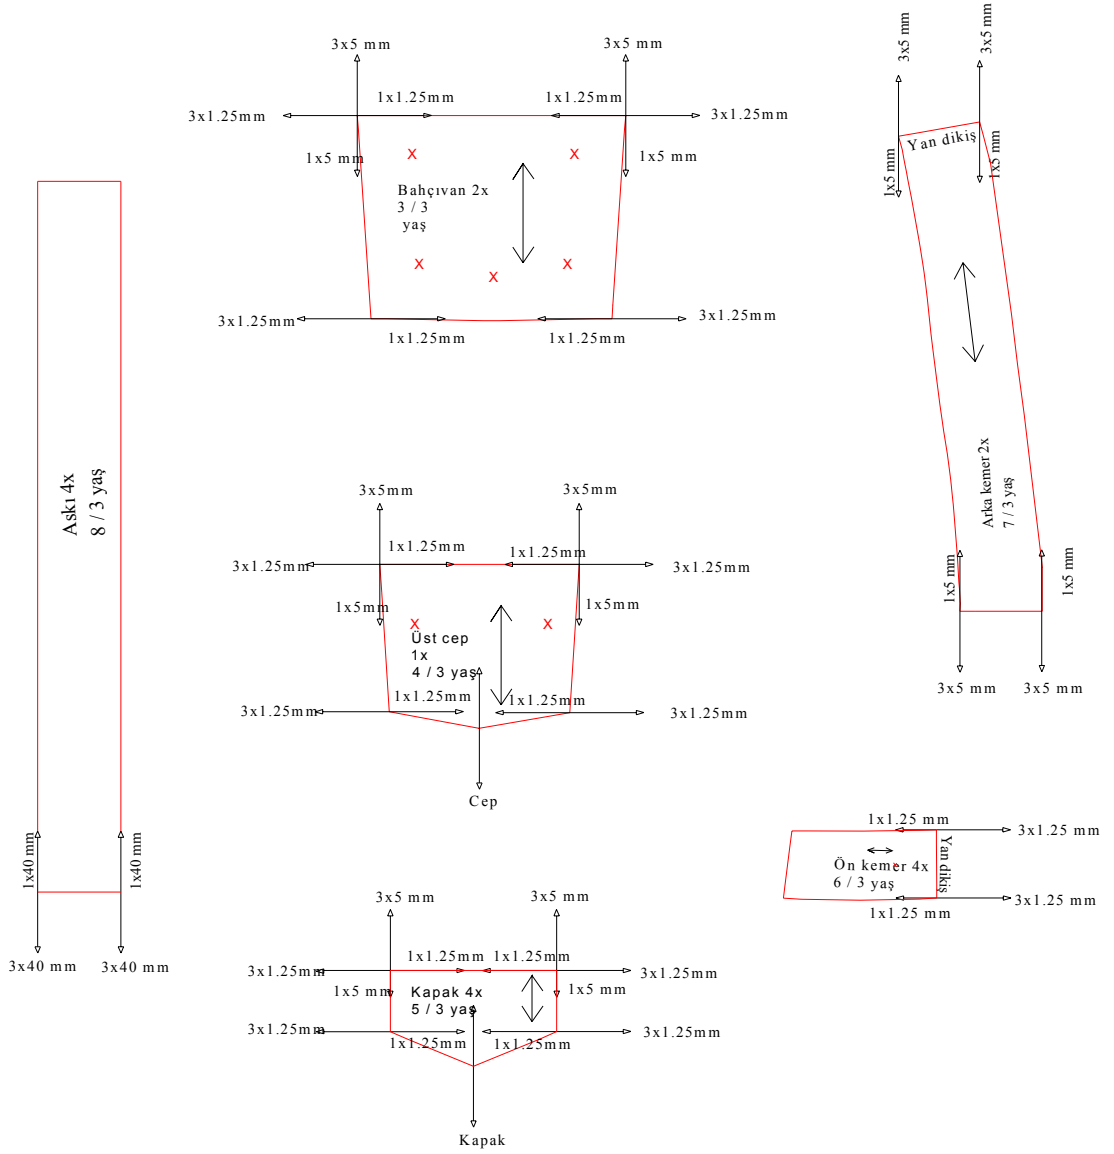 3x5 mm
3x5 mm
1x1.25mm
1x1.25mm
3x1.25mm
3x1.25mm
1x5 mm
1x5 mm
X
X
Bahçıvan 2x
3 / 3
yaş
X
X
X
3x1.25mm
3x1.25mm
1x1.25mm
1x1.25mm
3x5 mm
3x5 mm
Yan dikiş
1x5 mm
1x5 mm
Arka kemer 2x
7 / 3 yaş
1x5 mm
1x5 mm
3x5 mm
3x5 mm
Askı 4x
8 / 3 yaş
1x40 mm
1x40 mm
3x40 mm
3x40 mm
3x5mm
3x5mm
1x1.25mm
1x1.25mm
3x1.25mm
3x1.25mm
1x5mm
1x5mm
X
X
Üst cep
1x
4 / 3 yaş
1x1.25mm
1x1.25mm
3x1.25mm
3x1.25mm
Cep
1x1.25 mm
3x1.25 mm
Yan dikiş
Ön kemer 4x
6 / 3 yaş
x
3x1.25 mm
1x1.25 mm
3x5 mm
3x5 mm
1x1.25mm
1x1.25mm
3x1.25mm
3x1.25mm
1x5 mm
1x5 mm
Kapak 4x
5 / 3 yaş
3x1.25mm
3x1.25mm
1x1.25mm
1x1.25mm
Kapak